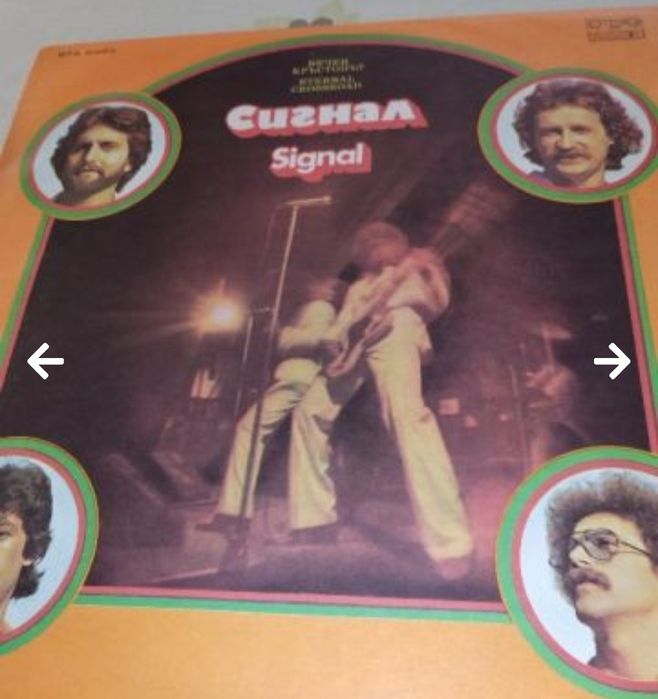 ВЕЧЕН
КРЪСТОПЪТ
ETERNAL
CROSSROAD
Сигнал
Signal